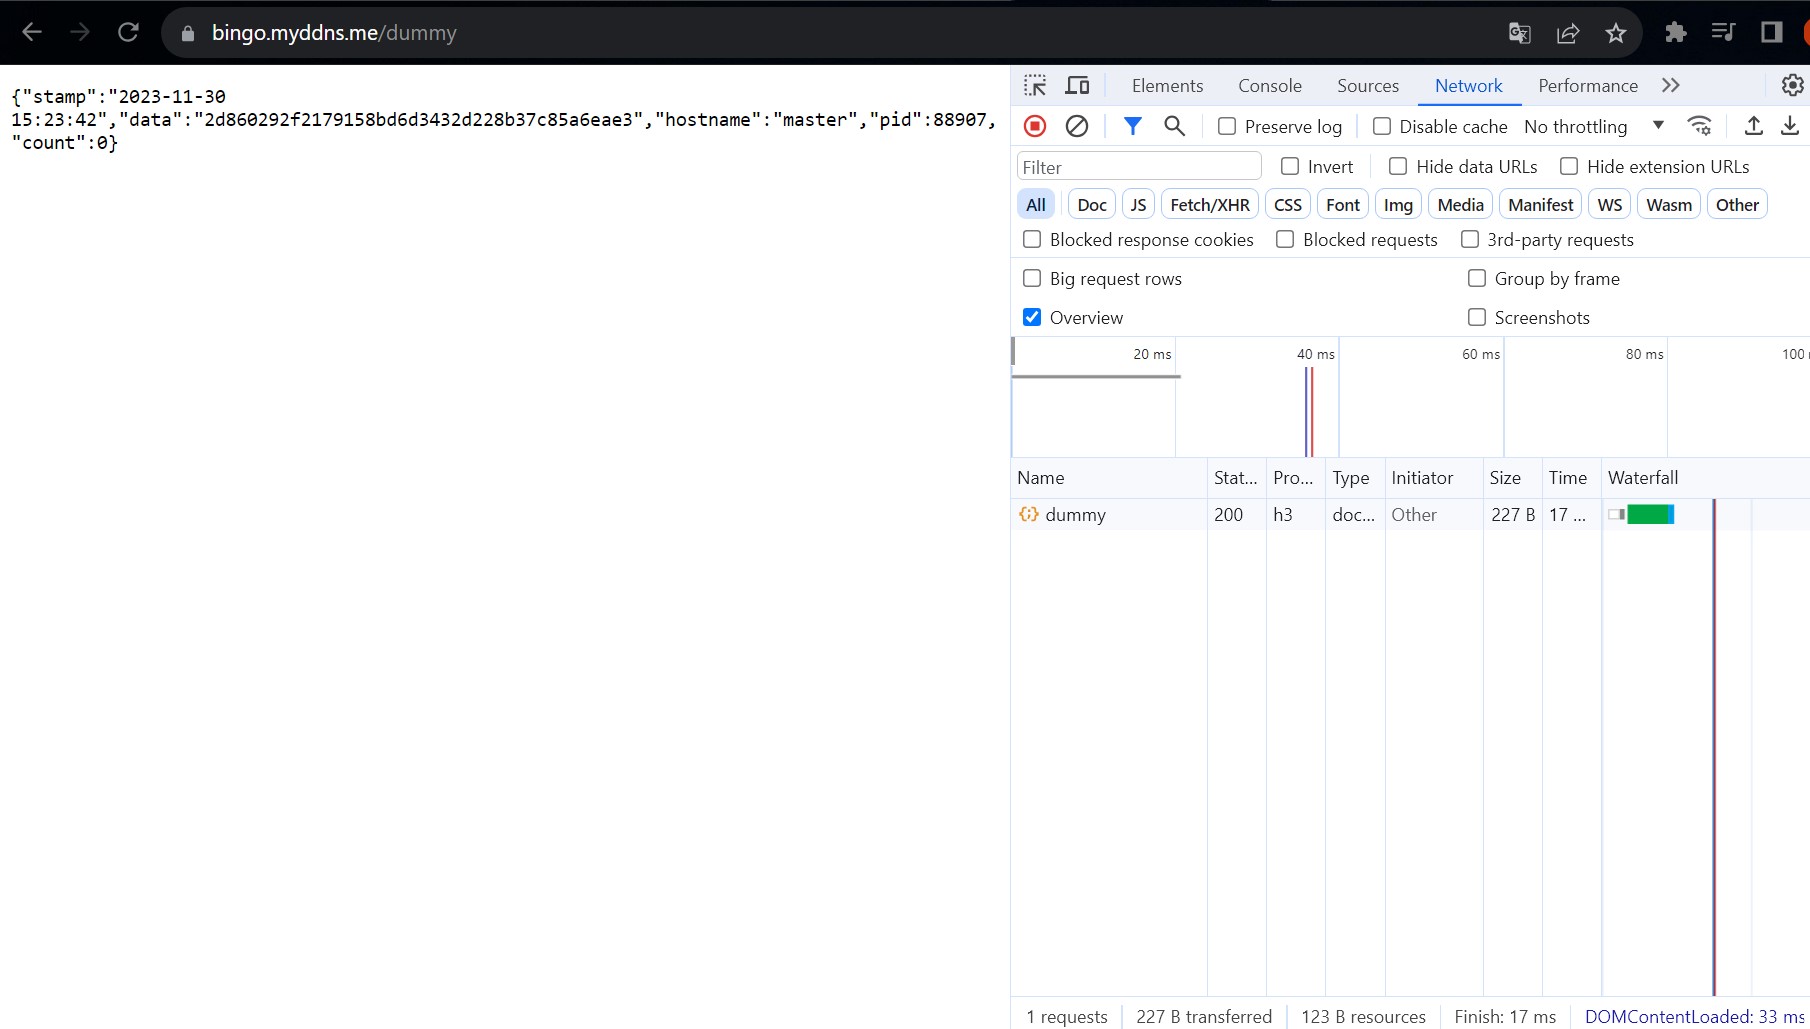 bingo.myddns.me/dummy
{"stamp":"2023-11-30
15:23:42","data":"2d860292f2179158bd6d3432d228b37c85a6eae3","hostname":"master","pid":88907,
"count":0}
Elements Console Sources Network Performance
Preserve log Disable cache No throttling
Filter Invert Hide data URLs Hide extension URLs
All Doc JS Fetch/XHR CSS Font Img Media Manifest WS Wasm Other
Blocked response cookies Blocked requests 3rd-party requests
Big request rows Group by frame
Overview Screenshots
20 ms 40 ms 60 ms 80 ms 100
Name Stat... Pro... Type Initiator Size Time Waterfall
dummy 200 h3 doc... Other 227 B 17 ...
1 requests 227 B transferred 123 B resources Finish: 17 ms DOMContentLoaded: 33 ms